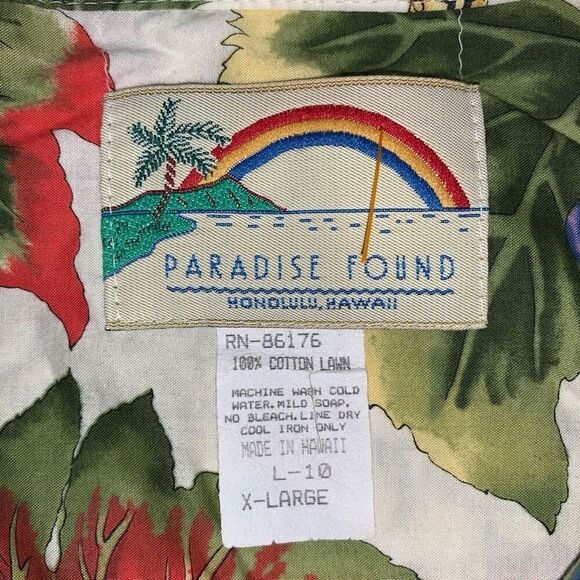 PARADISE FOUND
HONOLULU, HAWAII
RN-86176
100% COTTON LAWN
MACHINE WASH COLD
WATER. MILD SOAP.
NO BLEACH. LINE DRY
COOL IRON ONLY
MADE IN HAWAII
L-10
X-LARGE